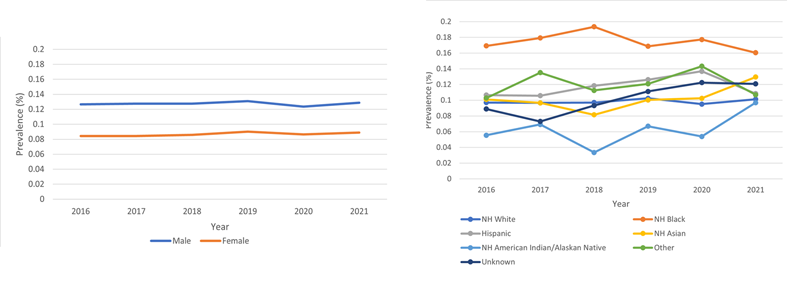 0.2
0.18
0.16
0.14
0.12
0.1
0.08
0.06
0.04
0.02
0
Prevalence (%)
2016 2017 2018 2019 2020 2021
Year
Male Female
0.2
0.18
0.16
0.14
0.12
0.1
0.08
0.06
0.04
0.02
0
Prevalence (%)
2016 2017 2018 2019 2020 2021
Year
NH White NH Black
Hispanic NH Asian
NH American Indian/Alaskan Native Other
Unknown